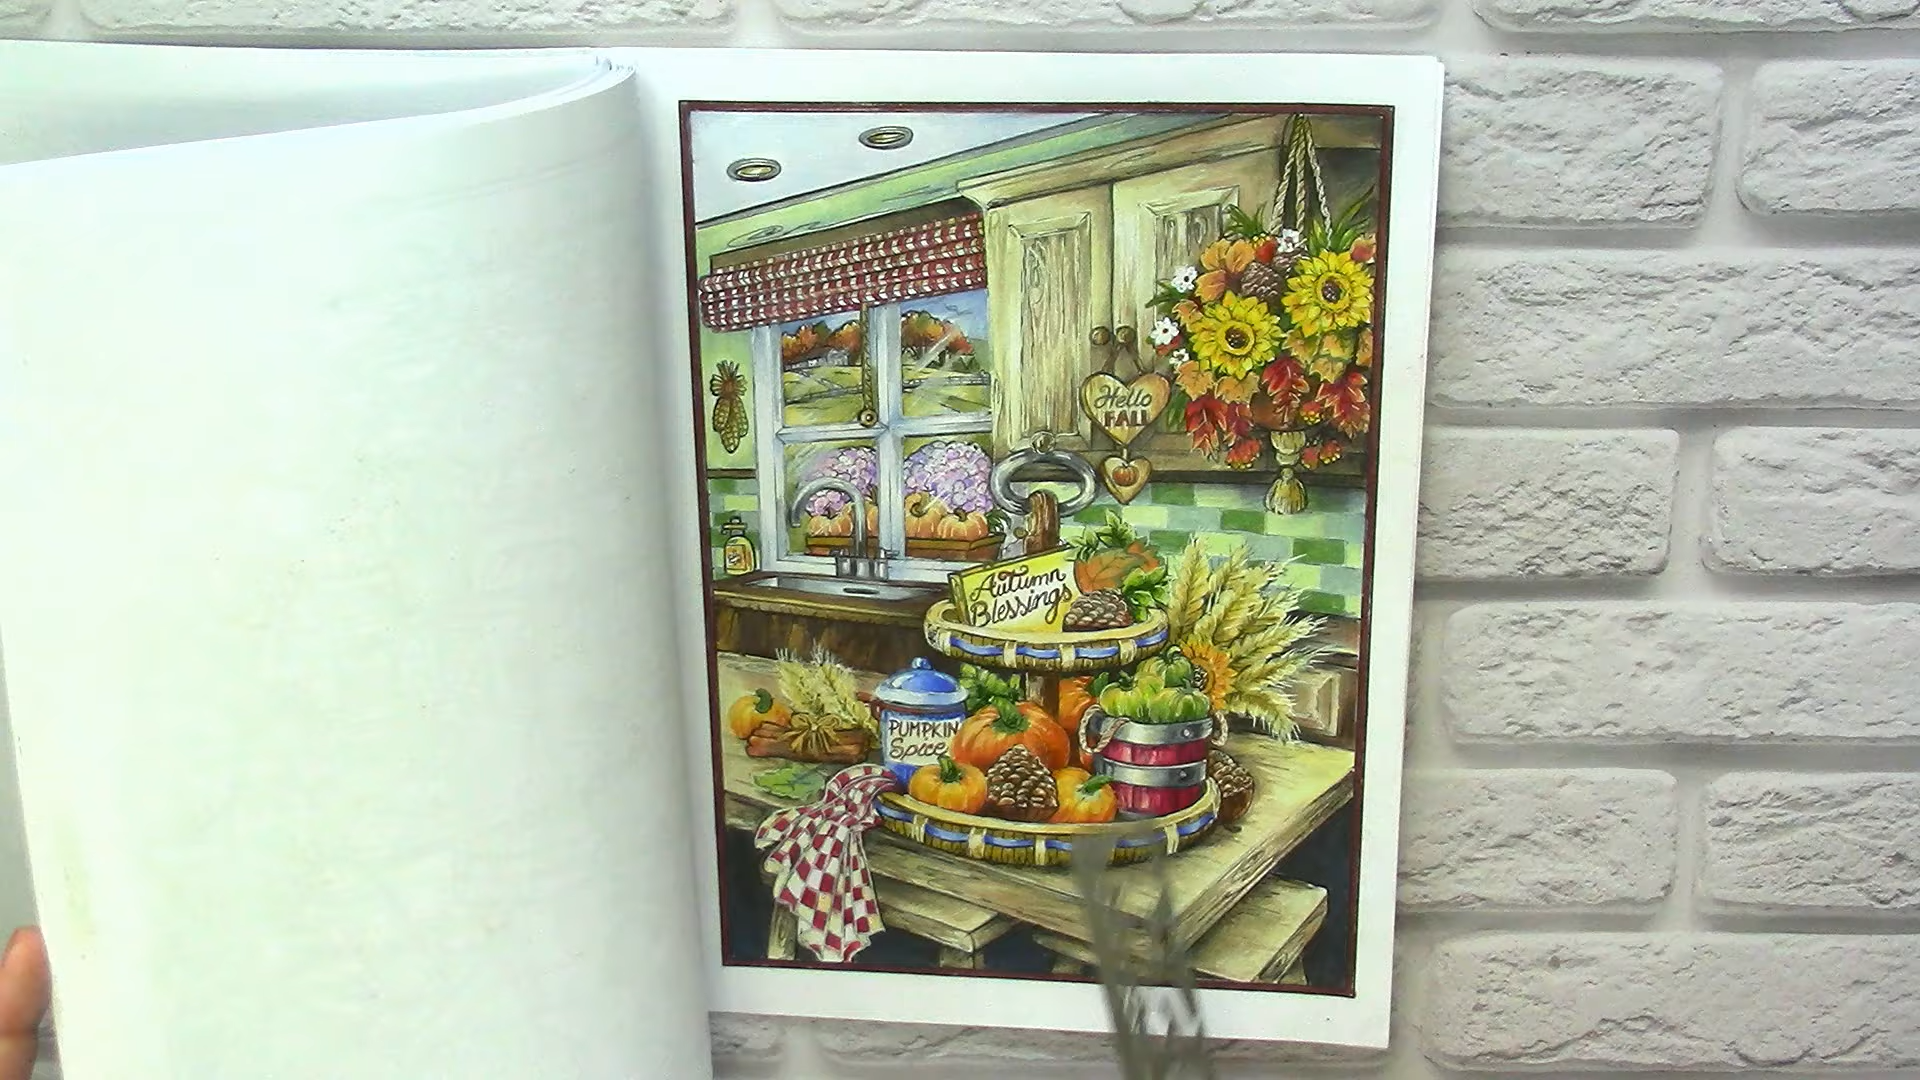 Hello
FALL
Autumn
Blessings
PUMPKIN
Spice